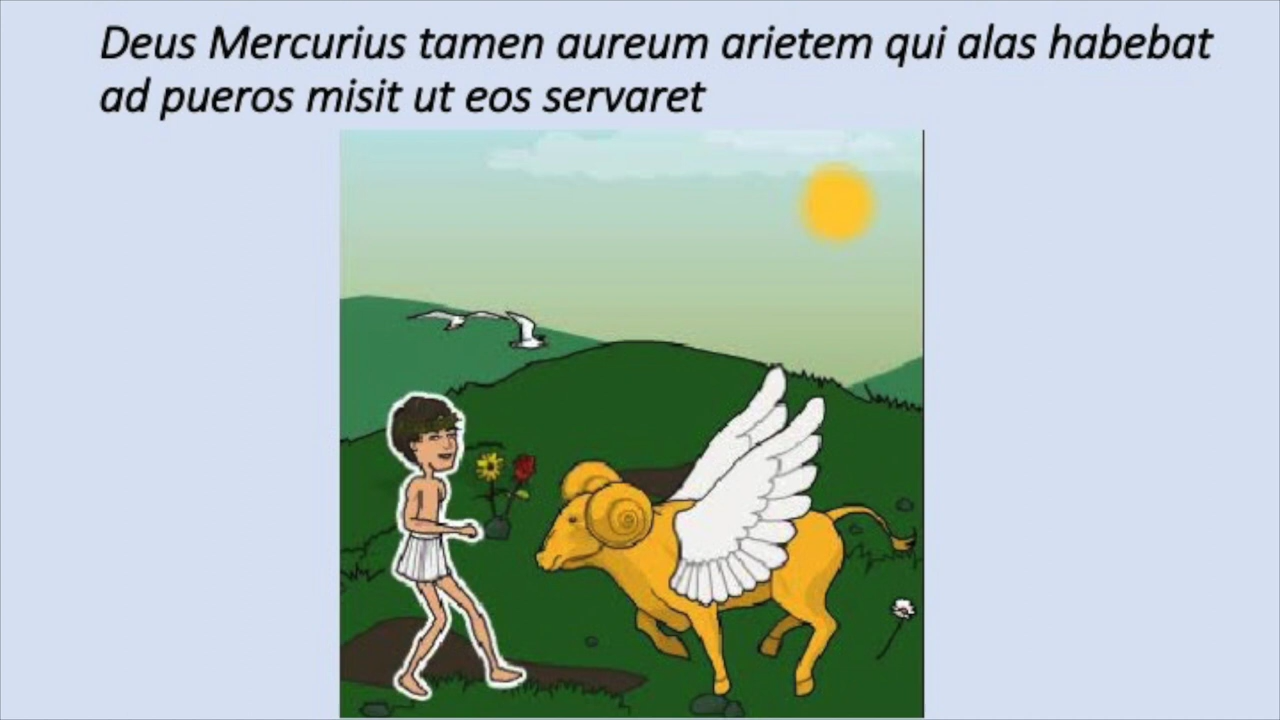 Deus Mercurius tamen aureum arietem qui alas habebat
ad pueros misit ut eos servaret